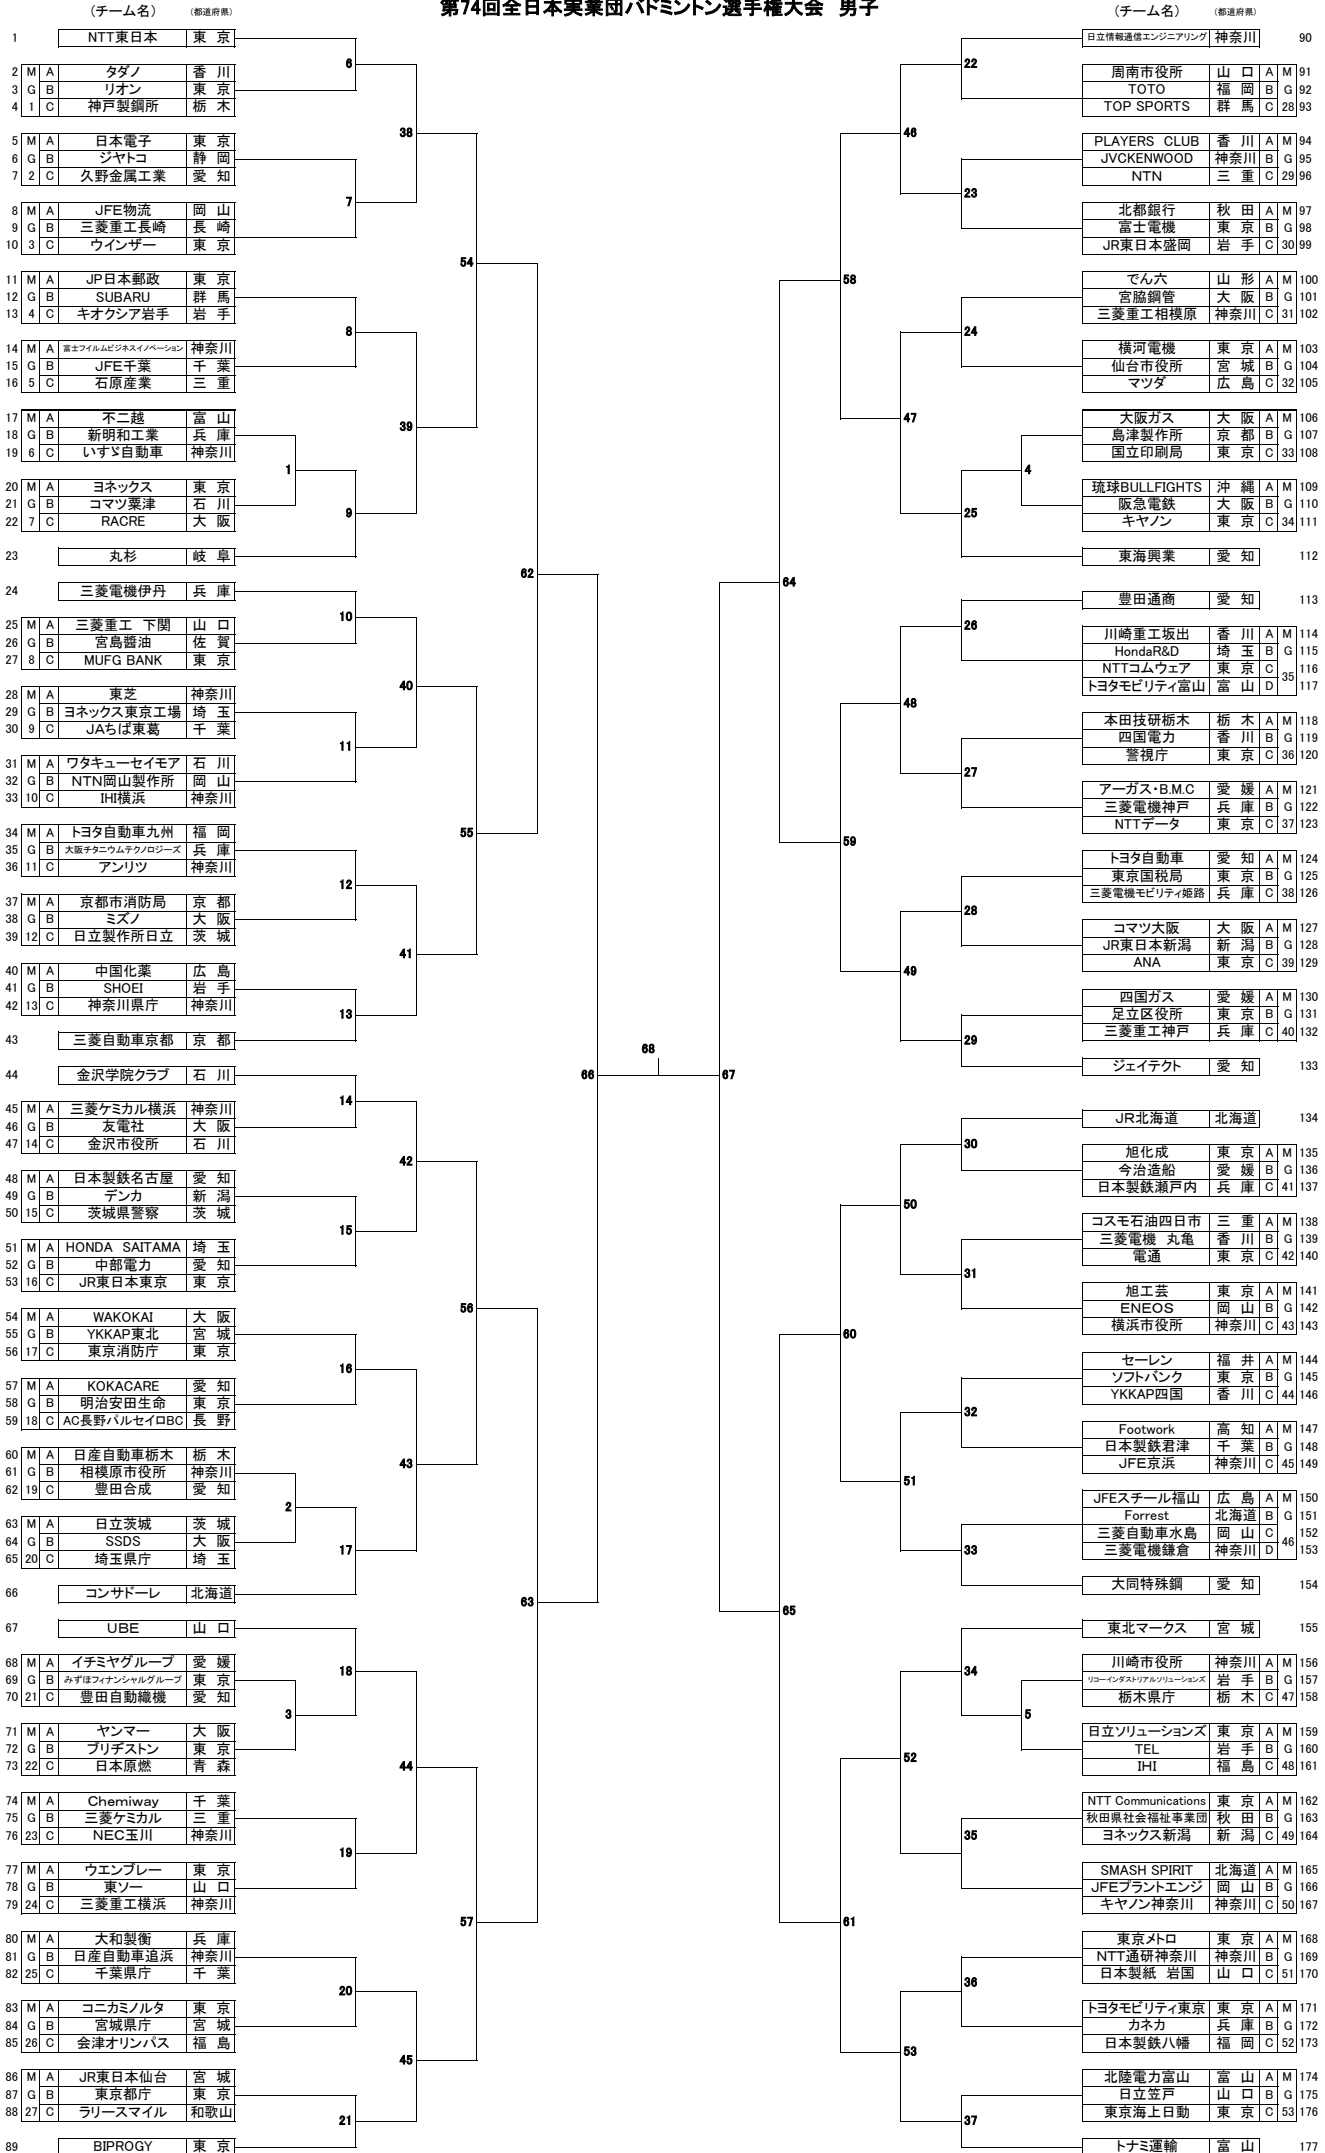 第74回全日本実業団バドミントン選手権大会 男子
(チーム名) (都道府県)
1 NTT東日本 東京
2 M A タダノ 香川
3 G B リオン 東京
4 1 C 神戸製鋼所 栃木
5 M A 日本電子 東京
6 G B ジヤトコ 静岡
7 2 C 久野金属工業 愛知
8 M A JFE物流 岡山
9 G B 三菱重工長崎 長崎
10 3 C ウインザー 東京
11 M A JP日本郵政 東京
12 G B SUBARU 群馬
13 4 C キオクシア岩手 岩手
14 M A 富士フイルムビジネスイノベーション 神奈川
15 G B JFE千葉 千葉
16 5 C 石原産業 三重
17 M A 不二越 富山
18 G B 新明和工業 兵庫
19 6 C いすゞ自動車 神奈川
20 M A ヨネックス 東京
21 G B コマツ粟津 石川
22 7 C RACRE 大阪
23 丸杉 岐阜
24 三菱電機伊丹 兵庫
25 M A 三菱重工 下関 山口
26 G B 宮島醬油 佐賀
27 8 C MUFG BANK 東京
28 M A 東芝 神奈川
29 G B ヨネックス東京工場 埼玉
30 9 C JAちば東葛 千葉
31 M A ワタキューセイモア 石川
32 G B NTN岡山製作所 岡山
33 10 C IHI横浜 神奈川
34 M A トヨタ自動車九州 福岡
35 G B 大阪チタニウムテクノロジーズ 兵庫
36 11 C アンリツ 神奈川
37 M A 京都市消防局 京都
38 G B ミズノ 大阪
39 12 C 日立製作所日立 茨城
40 M A 中国化薬 広島
41 G B SHOEI 岩手
42 13 C 神奈川県庁 神奈川
43 三菱自動車京都 京都
44 金沢学院クラブ 石川
45 M A 三菱ケミカル横浜 神奈川
46 G B 友電社 大阪
47 14 C 金沢市役所 石川
48 M A 日本製鉄名古屋 愛知
49 G B デンカ 新潟
50 15 C 茨城県警察 茨城
51 M A HONDA SAITAMA 埼玉
52 G B 中部電力 愛知
53 16 C JR東日本東京 東京
54 M A WAKOKAI 大阪
55 G B YKKAP東北 宮城
56 17 C 東京消防庁 東京
57 M A KOKACARE 愛知
58 G B 明治安田生命 東京
59 18 C AC長野パルセイロBC 長野
60 M A 日産自動車栃木 栃木
61 G B 相模原市役所 神奈川
62 19 C 豊田合成 愛知
63 M A 日立茨城 茨城
64 G B SSDS 大阪
65 20 C 埼玉県庁 埼玉
66 コンサドーレ 北海道
67 UBE 山口
68 M A イチミヤグループ 愛媛
69 G B みずほフィナンシャルグループ 東京
70 21 C 豊田自動織機 愛知
71 M A ヤンマー 大阪
72 G B ブリヂストン 東京
73 22 C 日本原燃 青森
74 M A Chemiway 千葉
75 G B 三菱ケミカル 三重
76 23 C NEC玉川 神奈川
77 M A ウエンブレー 東京
78 G B 東ソー 山口
79 24 C 三菱重工横浜 神奈川
80 M A 大和製衡 兵庫
81 G B 日産自動車追浜 神奈川
82 25 C 千葉県庁 千葉
83 M A コニカミノルタ 東京
84 G B 宮城県庁 宮城
85 26 C 会津オリンパス 福島
86 M A JR東日本仙台 宮城
87 G B 東京都庁 東京
88 27 C ラリースマイル 和歌山
89 BIPROGY 東京
1
2
3
6
7
8
9
10
11
12
13
14
15
16
17
18
19
20
21
38
39
40
41
42
43
44
45
54
55
56
57
62
63
66
68
67
64
65
58
59
60
61
46
47
48
49
50
51
52
53
22
23
24
25
26
27
28
29
30
31
32
33
34
35
36
37
4
5
(チーム名) (都道府県)
日立情報通信エンジニアリング 神奈川 90
周南市役所 山口 A M 91
TOTO 福岡 B G 92
TOP SPORTS 群馬 C 28 93
PLAYERS CLUB 香川 A M 94
JVCKENWOOD 神奈川 B G 95
NTN 三重 C 29 96
北都銀行 秋田 A M 97
富士電機 東京 B G 98
JR東日本盛岡 岩手 C 30 99
でん六 山形 A M 100
宮脇鋼管 大阪 B G 101
三菱重工相模原 神奈川 C 31 102
横河電機 東京 A M 103
仙台市役所 宮城 B G 104
マツダ 広島 C 32 105
大阪ガス 大阪 A M 106
島津製作所 京都 B G 107
国立印刷局 東京 C 33 108
琉球BULLFIGHTS 沖縄 A M 109
阪急電鉄 大阪 B G 110
キヤノン 東京 C 34 111
東海興業 愛知 112
豊田通商 愛知 113
川崎重工坂出 香川 A M 114
HondaR&D 埼玉 B G 115
NTTコムウェア 東京 C 35 116
トヨタモビリティ富山 富山 D 117
本田技研栃木 栃木 A M 118
四国電力 香川 B G 119
警視庁 東京 C 36 120
アーガス・B.M.C 愛媛 A M 121
三菱電機神戸 兵庫 B G 122
NTTデータ 東京 C 37 123
トヨタ自動車 愛知 A M 124
東京国税局 東京 B G 125
三菱電機モビリティ姫路 兵庫 C 38 126
コマツ大阪 大阪 A M 127
JR東日本新潟 新潟 B G 128
ANA 東京 C 39 129
四国ガス 愛媛 A M 130
足立区役所 東京 B G 131
三菱重工神戸 兵庫 C 40 132
ジェイテクト 愛知 133
JR北海道 北海道 134
旭化成 東京 A M 135
今治造船 愛媛 B G 136
日本製鉄瀬戸内 兵庫 C 41 137
コスモ石油四日市 三重 A M 138
三菱電機 丸亀 香川 B G 139
電通 東京 C 42 140
旭工芸 東京 A M 141
ENEOS 岡山 B G 142
横浜市役所 神奈川 C 43 143
セーレン 福井 A M 144
ソフトバンク 東京 B G 145
YKKAP四国 香川 C 44 146
Footwork 高知 A M 147
日本製鉄君津 千葉 B G 148
JFE京浜 神奈川 C 45 149
JFEスチール福山 広島 A M 150
Forrest 北海道 B G 151
三菱自動車水島 岡山 C 46 152
三菱電機鎌倉 神奈川 D 153
大同特殊鋼 愛知 154
東北マークス 宮城 155
川崎市役所 神奈川 A M 156
リコーインダストリアルソリューションズ 岩手 B G 157
栃木県庁 栃木 C 47 158
日立ソリューションズ 東京 A M 159
TEL 岩手 B G 160
IHI 福島 C 48 161
NTT Communications 東京 A M 162
秋田県社会福祉事業団 秋田 B G 163
ヨネックス新潟 新潟 C 49 164
SMASH SPIRIT 北海道 A M 165
JFEプラントエンジ 岡山 B G 166
キヤノン神奈川 神奈川 C 50 167
東京メトロ 東京 A M 168
NTT通研神奈川 神奈川 B G 169
日本製紙 岩国 山口 C 51 170
トヨタモビリティ東京 東京 A M 171
カネカ 兵庫 B G 172
日本製鉄八幡 福岡 C 52 173
北陸電力富山 富山 A M 174
日立笠戸 山口 B G 175
東京海上日動 東京 C 53 176
トナミ運輸 富山 177